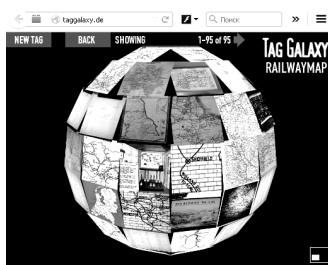 taggalaxy.de
Поиск
NEW TAG BACK SHOWING 1-95 of 95
TAG GALAXY
RAILWAYMAP